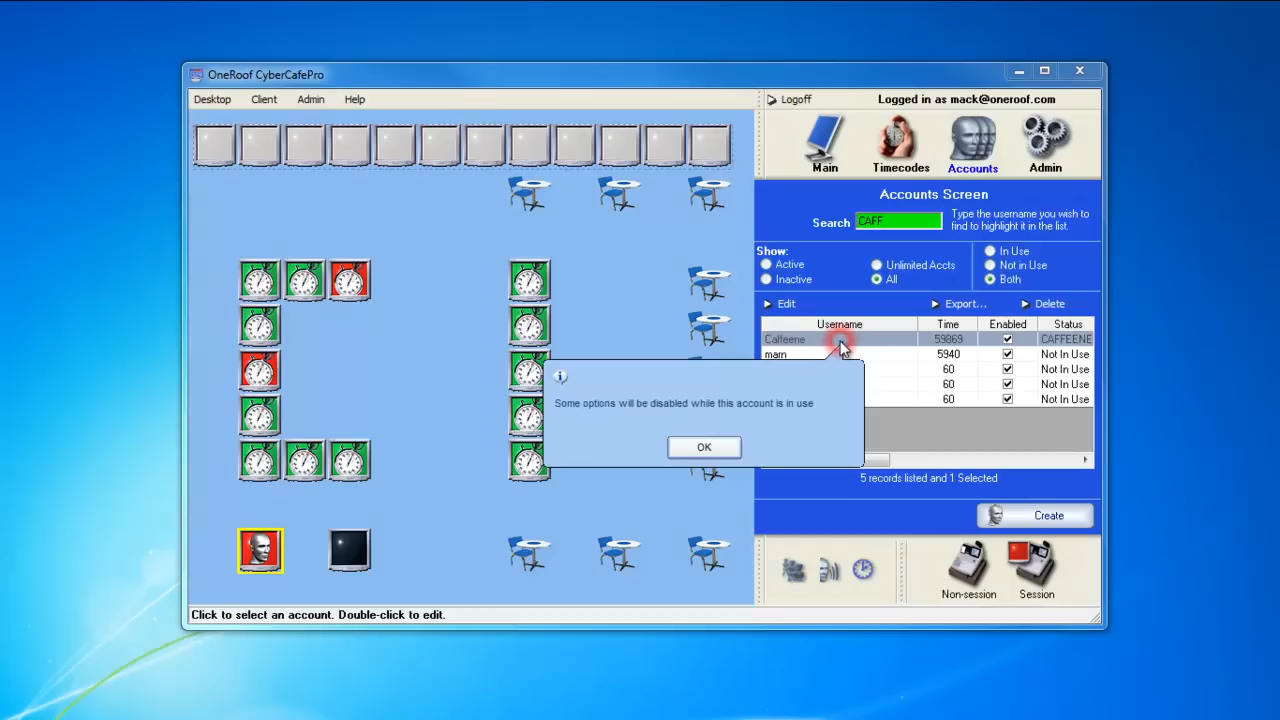 OneRoof CyberCafePro
Desktop Client Admin Help
Logoff Logged in as mack@oneroof.com
Main Timecodes Accounts Admin
Accounts Screen
Search CAFF Type the username you wish to
find to highlight it in the list.
Show:
Active Unlimited Accts
Inactive All
In Use
Not in Use
Both
Edit Export... Delete
Username Time Enabled Status
Caffeene 59869 CAFFEENE
marn 5940 Not In Use
60 Not In Use
60 Not In Use
60 Not In Use
Some options will be disabled while this account is in use
OK
5 records listed and 1 Selected
Create
Non-session Session
Click to select an account. Double-click to edit.